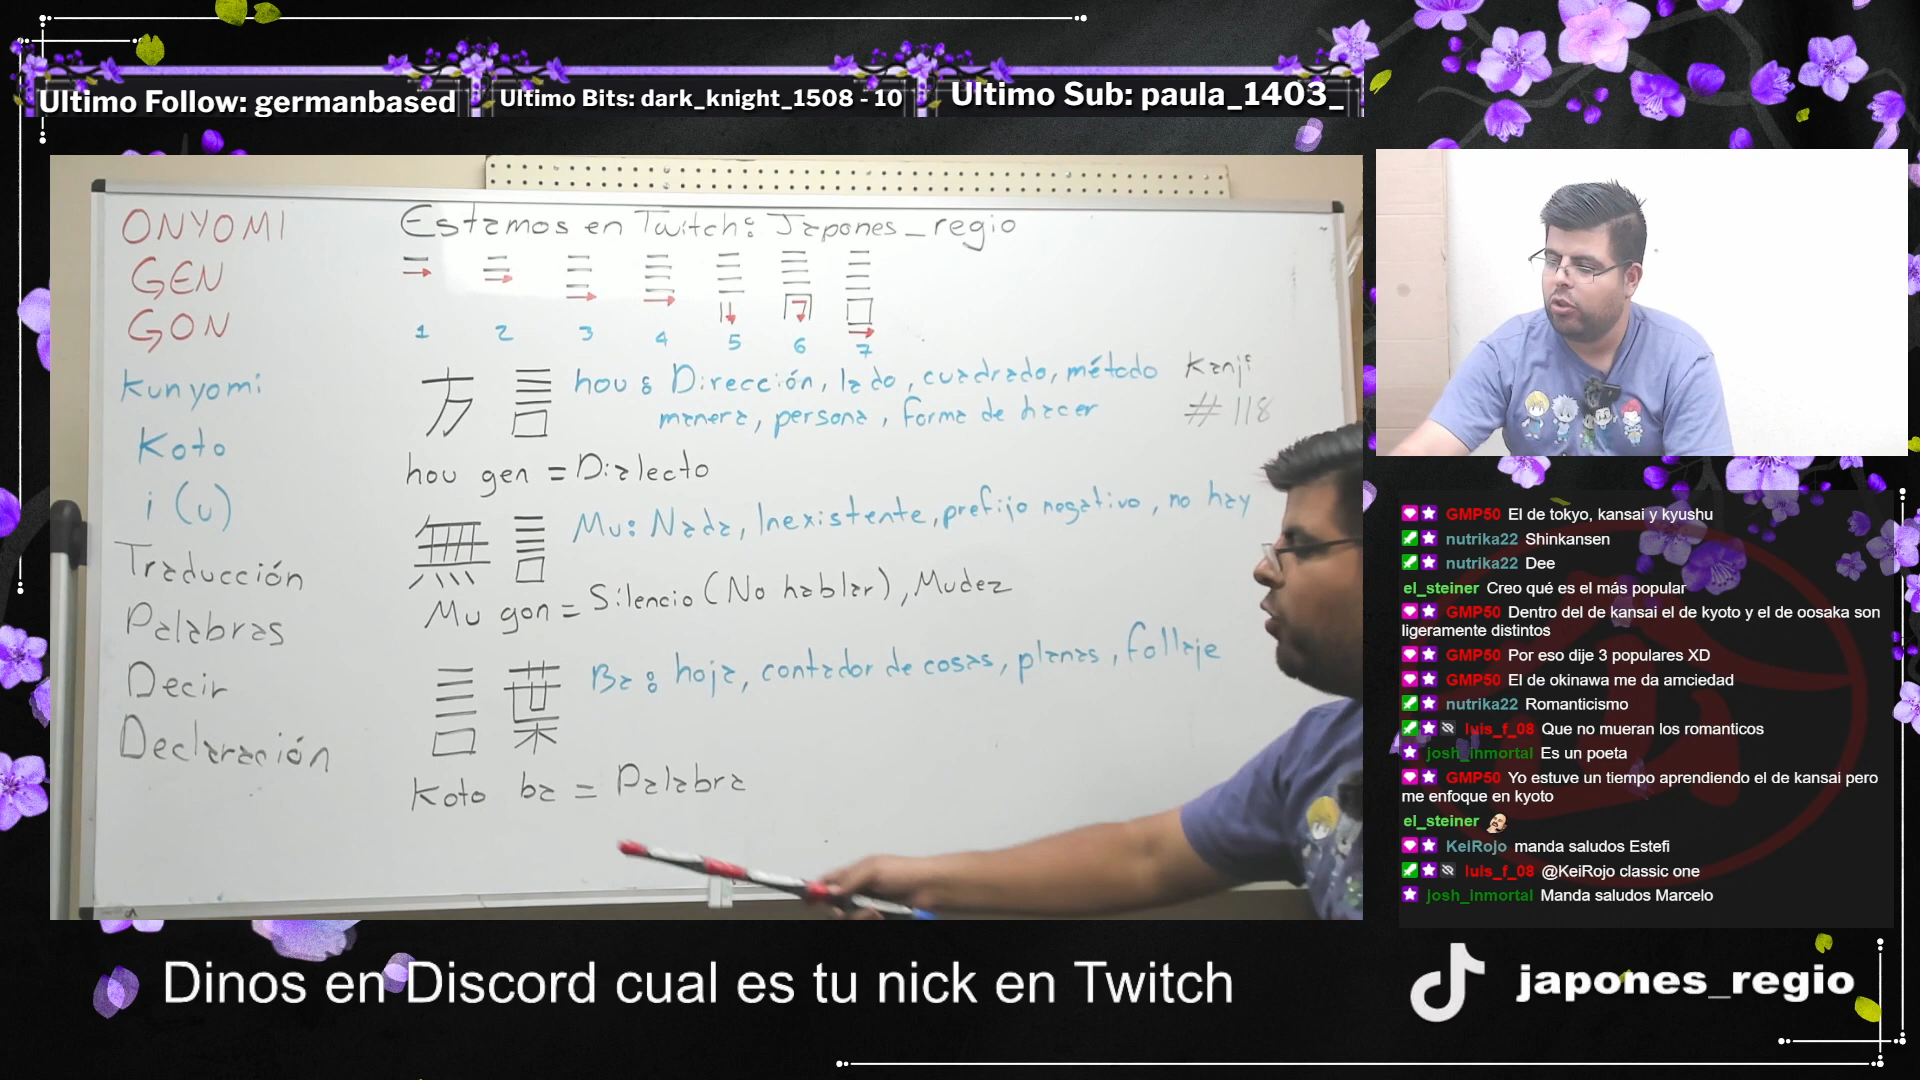 Ultimo Follow: germanbased
Ultimo Bits: dark_knight_1508 - 10
Ultimo Sub: paula_1403_
ONYOMI
GEN
GON
Kunyomi
Koto
i (u)
Traducción
Palabras
Decir
Declaración
Estamos en Twitch: Japones_regio
1 2 3 4 5 6 7
方言 hou: Dirección, lado, cuadrado, método
manera, persona, forma de hacer
Kanji
#118
hou gen = Dialecto
無言 Mu: Nada, Inexistente, prefijo negativo, no hay
Mu gon = Silencio (No hablar), Mudez
言葉 Ba: hoja, contador de cosas, planas, follaje
Koto ba = Palabra
GMP50 El de tokyo, kansai y kyushu
nutrika22 Shinkansen
nutrika22 Dee
el_steiner Creo qué es el más popular
GMP50 Dentro del de kansai el de kyoto y el de oosaka son
ligeramente distintos
GMP50 Por eso dije 3 populares XD
GMP50 El de okinawa me da amciedad
nutrika22 Romanticismo
luis_f_08 Que no mueran los romanticos
josh_inmortal Es un poeta
GMP50 Yo estuve un tiempo aprendiendo el de kansai pero
me enfoque en kyoto
el_steiner
KeiRojo manda saludos Estefi
luis_f_08 @KeiRojo classic one
josh_inmortal Manda saludos Marcelo
Dinos en Discord cual es tu nick en Twitch
japones_regio